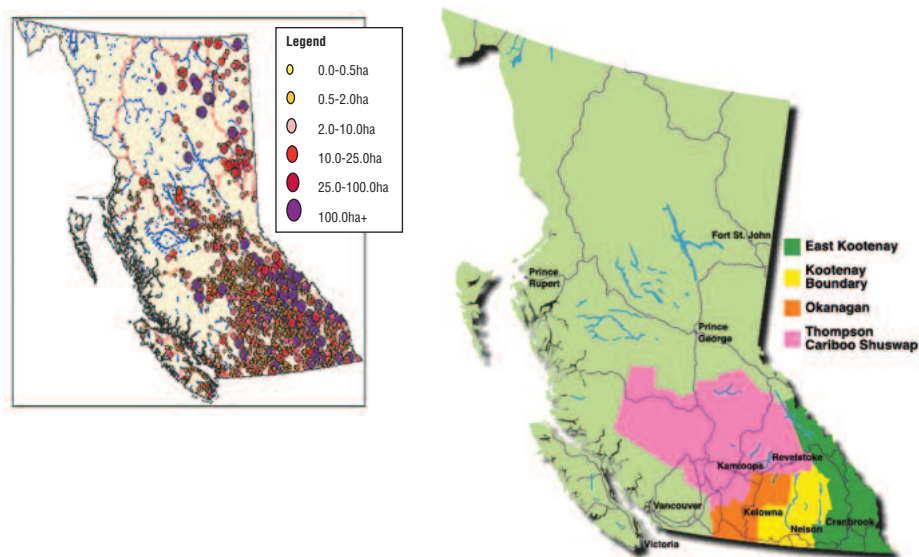 Legend
0.0-0.5ha
0.5-2.0ha
2.0-10.0ha
10.0-25.0ha
25.0-100.0ha
100.0ha+
Fort St. John
Prince
Rupert
Prince
George
East Kootenay
Kootenay
Boundary
Okanagan
Thompson
Cariboo Shuswap
Revelstoke
Kamloops
Vancouver
Kelowna
Cranbrook
Nelson
Victoria